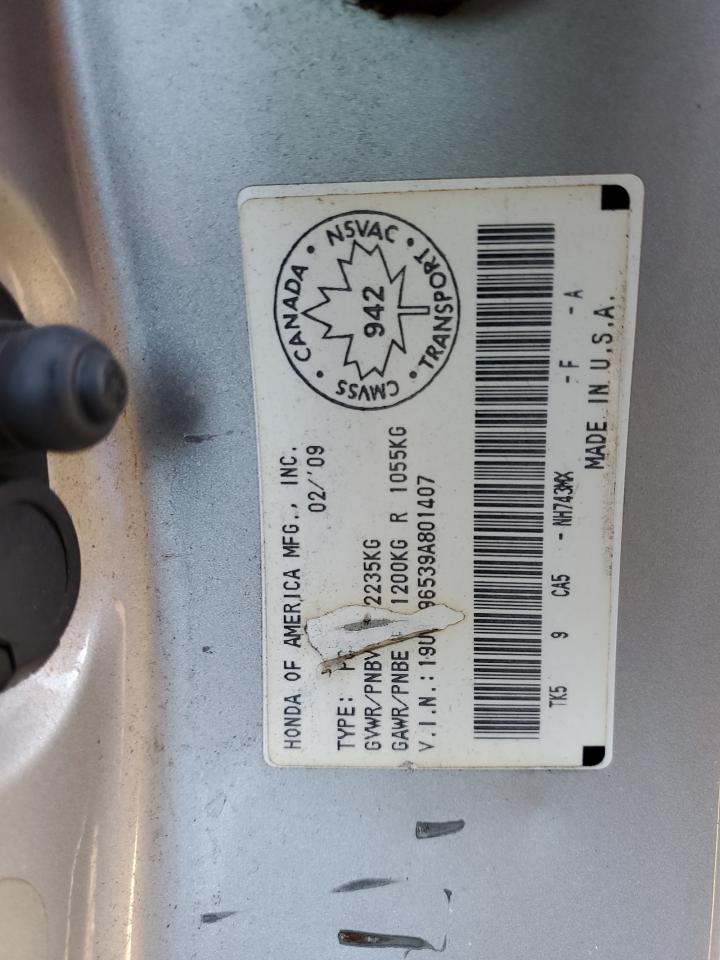 HONDA OF AMERICA MFG., INC.
02/'09
TYPE:
GVWR/PNBV 2235KG
GAWR/PNBE 1200KG R 1055KG
V.I.N.: 19U 96539A801407
CANADA • NSVAC • TRANSPORT • CMVSS •
942
TK5 9 CA5 - NH743MX - F - A
MADE IN U.S.A.